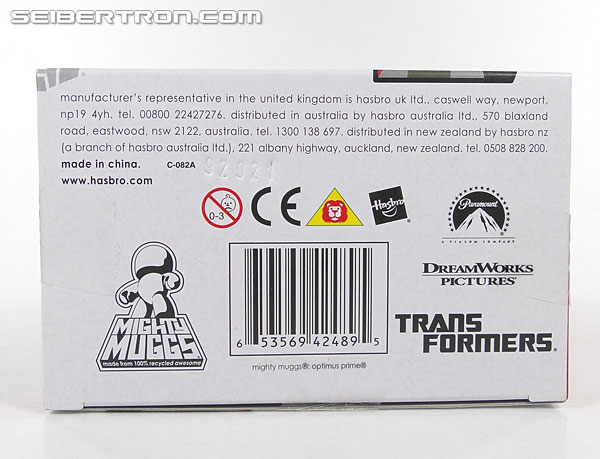 SEIBERTRON.COM
manufacturer's representative in the united kingdom is hasbro uk ltd., caswell way, newport,
np19 4yh. tel. 00800 22427276. distributed in australia by hasbro australia ltd., 570 blaxland
road, eastwood, nsw 2122, australia. tel. 1300 138 697. distributed in new zealand by hasbro nz
(a branch of hasbro australia ltd.), 221 albany highway, auckland, new zealand. tel. 0508 828 200.
made in china. C-082A 92921
www.hasbro.com
0-3
CE
Hasbro
Paramount
A VIACOM COMPANY
DREAMWORKS
PICTURES
MIGHTY
MUGGS
made from 100% recycled awesome
6 53569 42489 5
mighty muggs®: optimus prime®
TRANS
FORMERS.